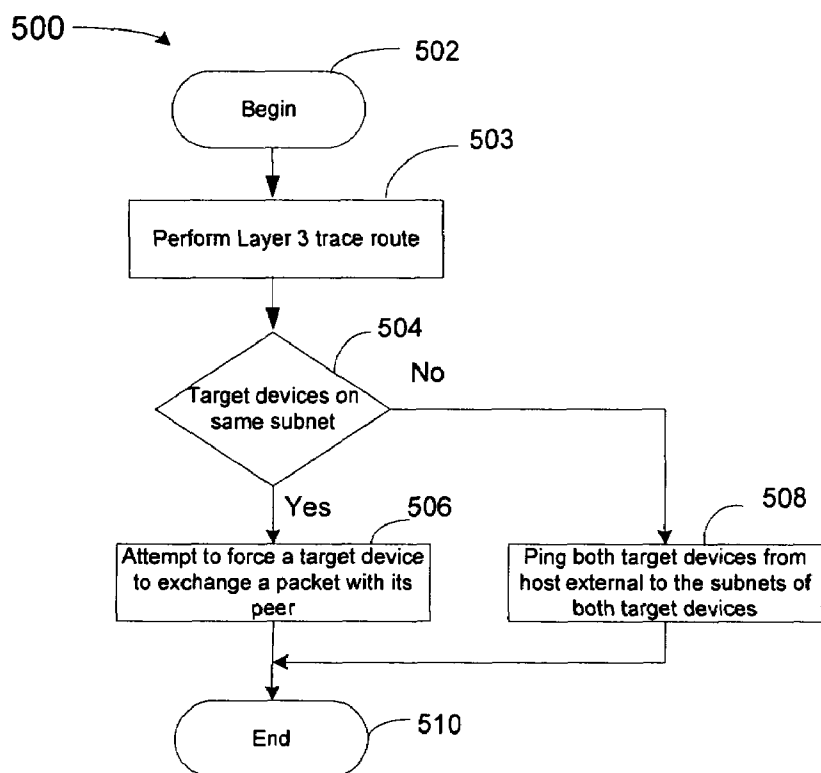 500
502
Begin
503
Perform Layer 3 trace route
504
No
Target devices on
same subnet
Yes
506
508
Attempt to force a target device
to exchange a packet with its
peer
Ping both target devices from
host external to the subnets of
both target devices
End
510